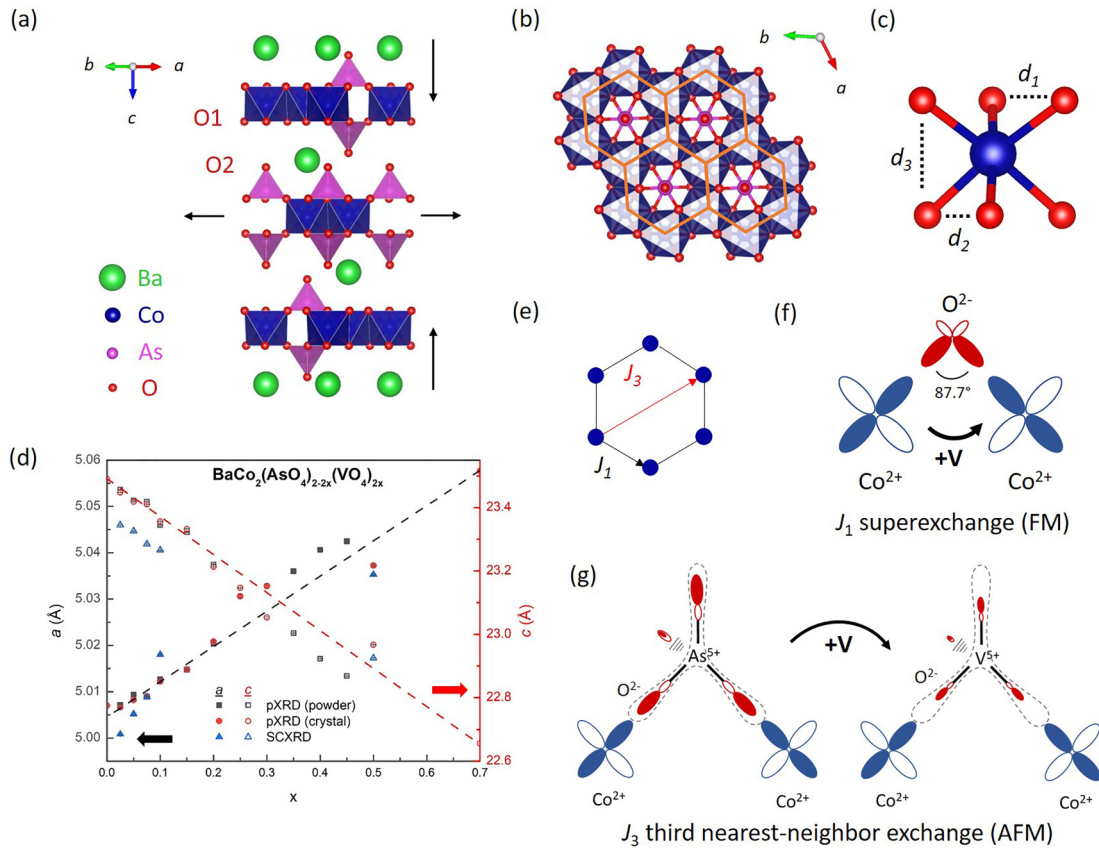 (a)
b
a
c
O1
O2
Ba
Co
As
O
(b)
b
a
(c)
d1
d3
d2
(e)
J3
J1
(f)
O2-
87.7°
+V
Co2+
Co2+
J1 superexchange (FM)
(d)
BaCo2(AsO4)2-2x(VO4)2x
5.06
5.05
5.04
5.03
5.02
5.01
5.00
a (Å)
23.4
23.2
23.0
22.8
22.6
c (Å)
a c
pXRD (powder)
pXRD (crystal)
SCXRD
0.0 0.1 0.2 0.3 0.4 0.5 0.6 0.7
x
(g)
As5+
O2-
Co2+
Co2+
+V
V5+
O2-
Co2+
Co2+
J3 third nearest-neighbor exchange (AFM)